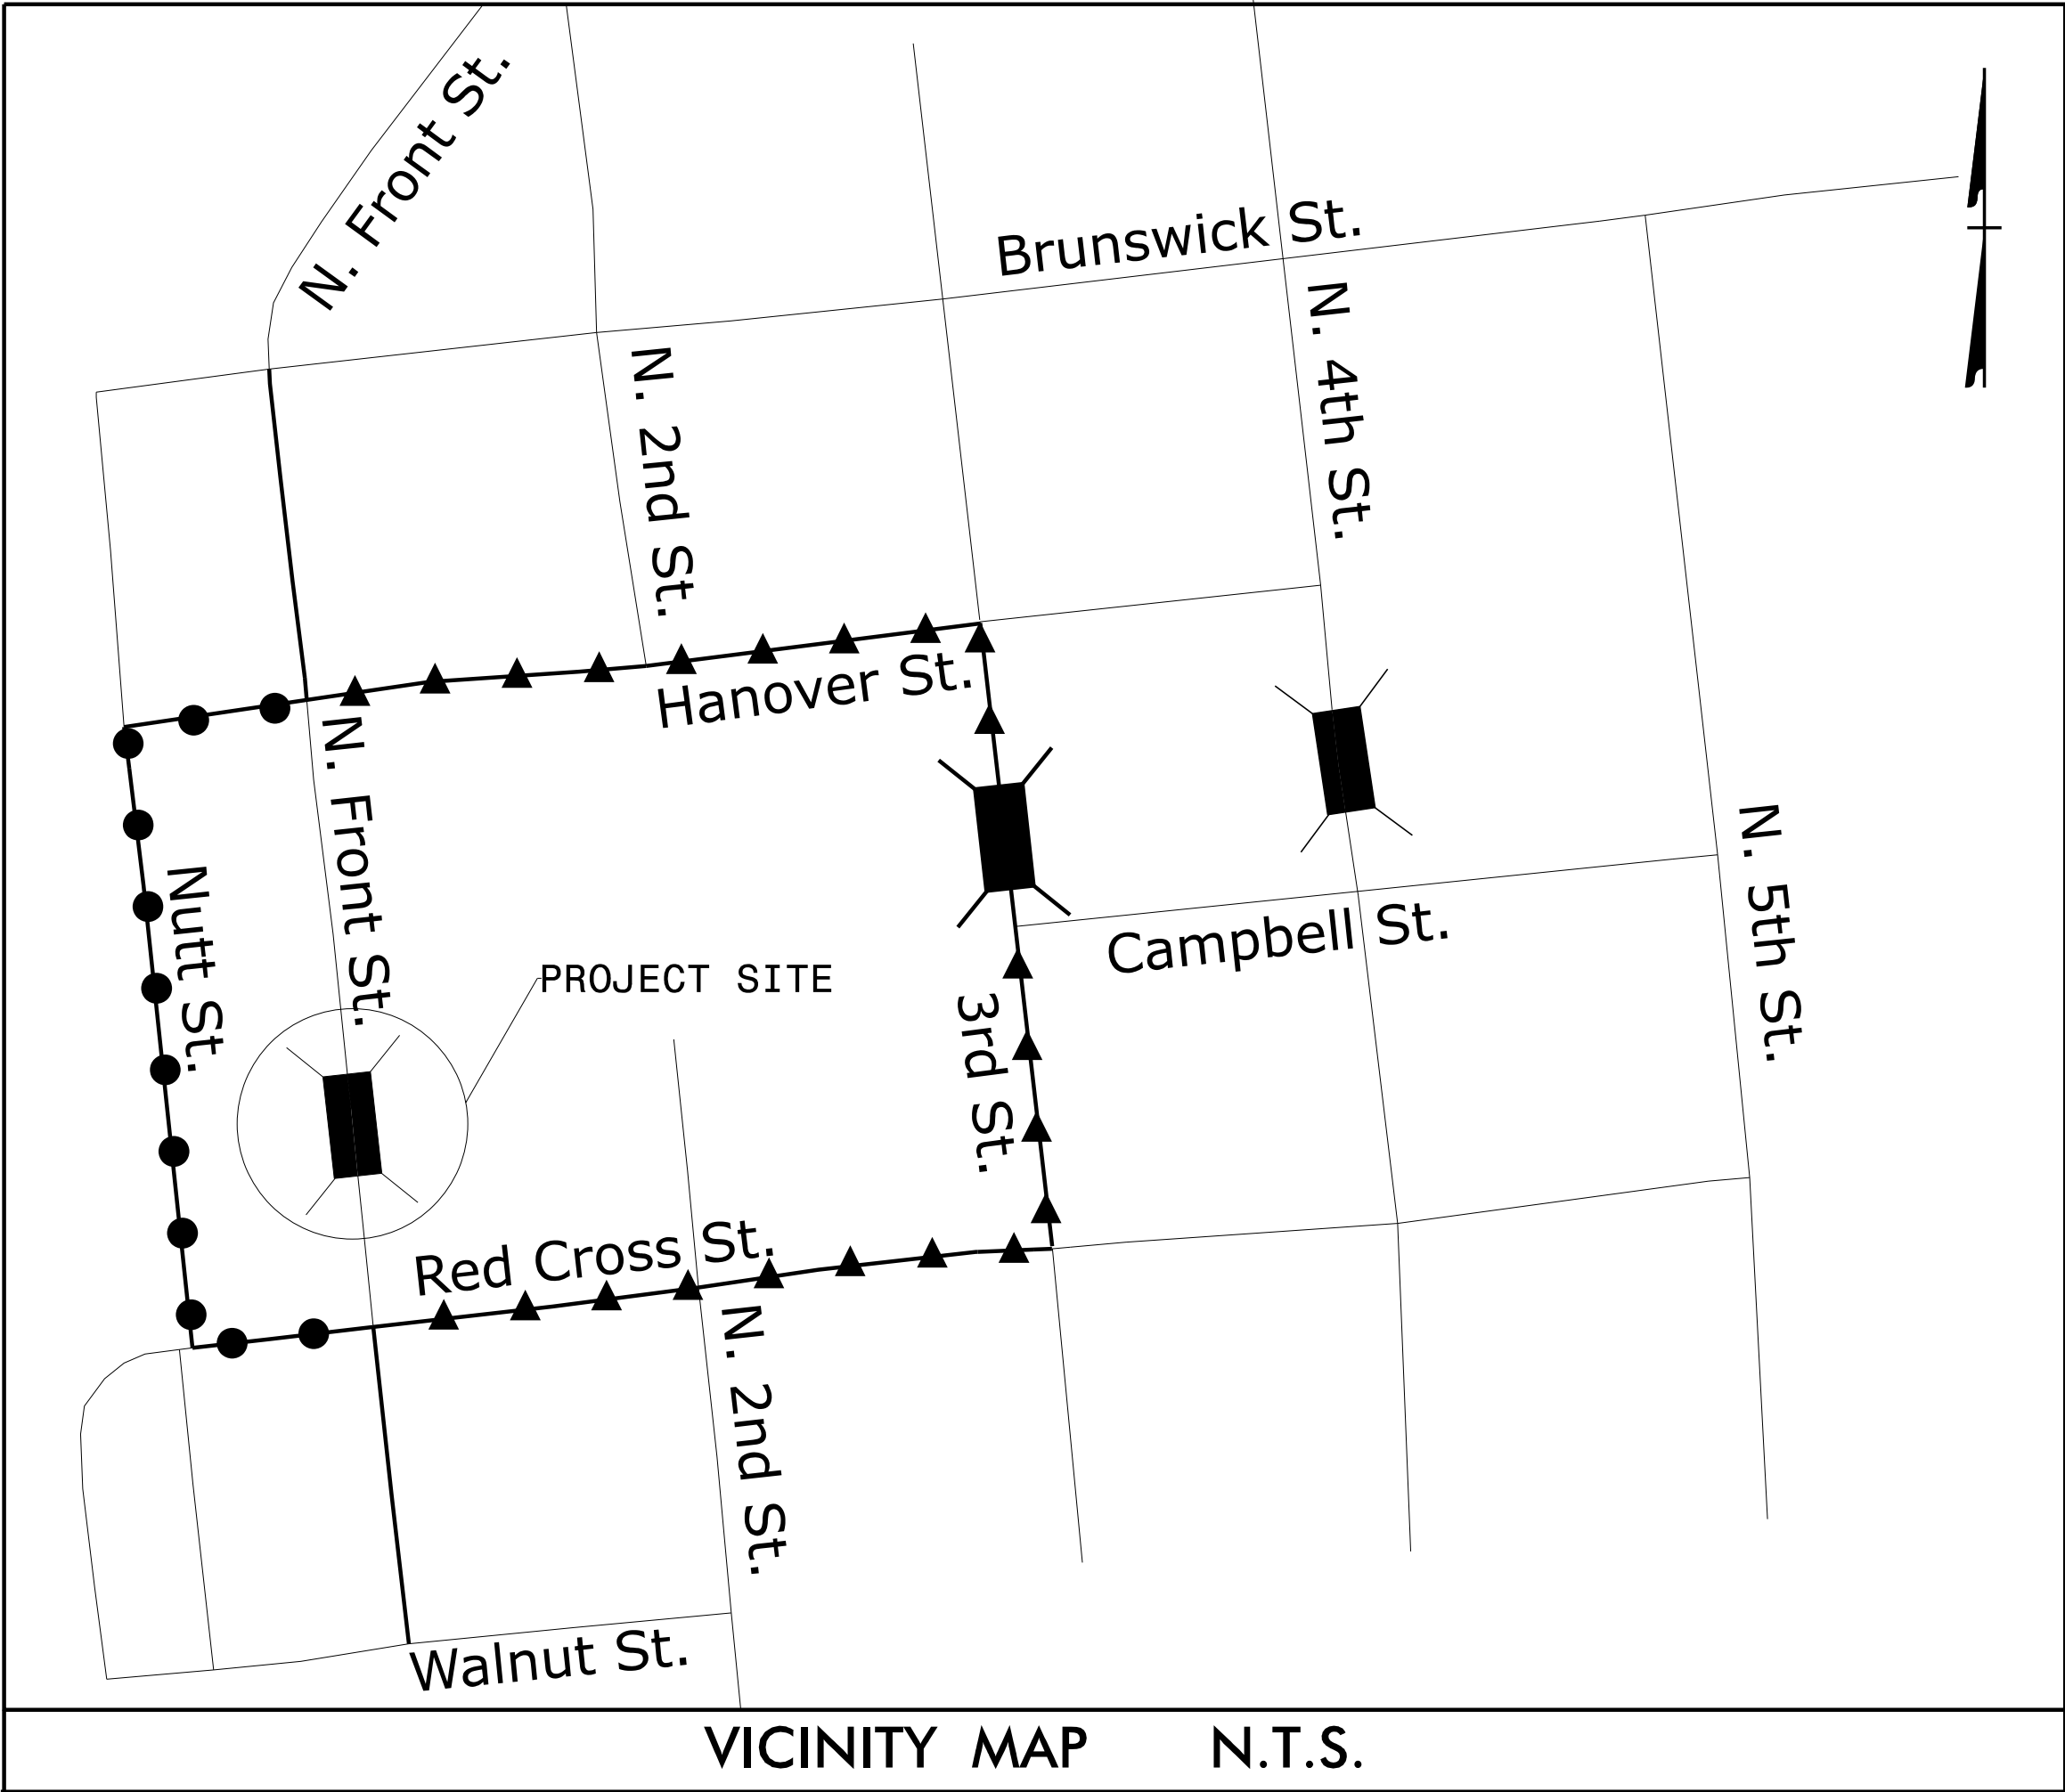 N. Front St.
Brunswick St.
N. 2nd St.
N. 4th St.
Hanover St.
N. Front St.
Nutt St.
N. 5th St.
Campbell St.
PROJECT SITE
3rd St.
Red Cross St.
N. 2nd St.
Walnut St.
VICINITY MAP N.T.S.